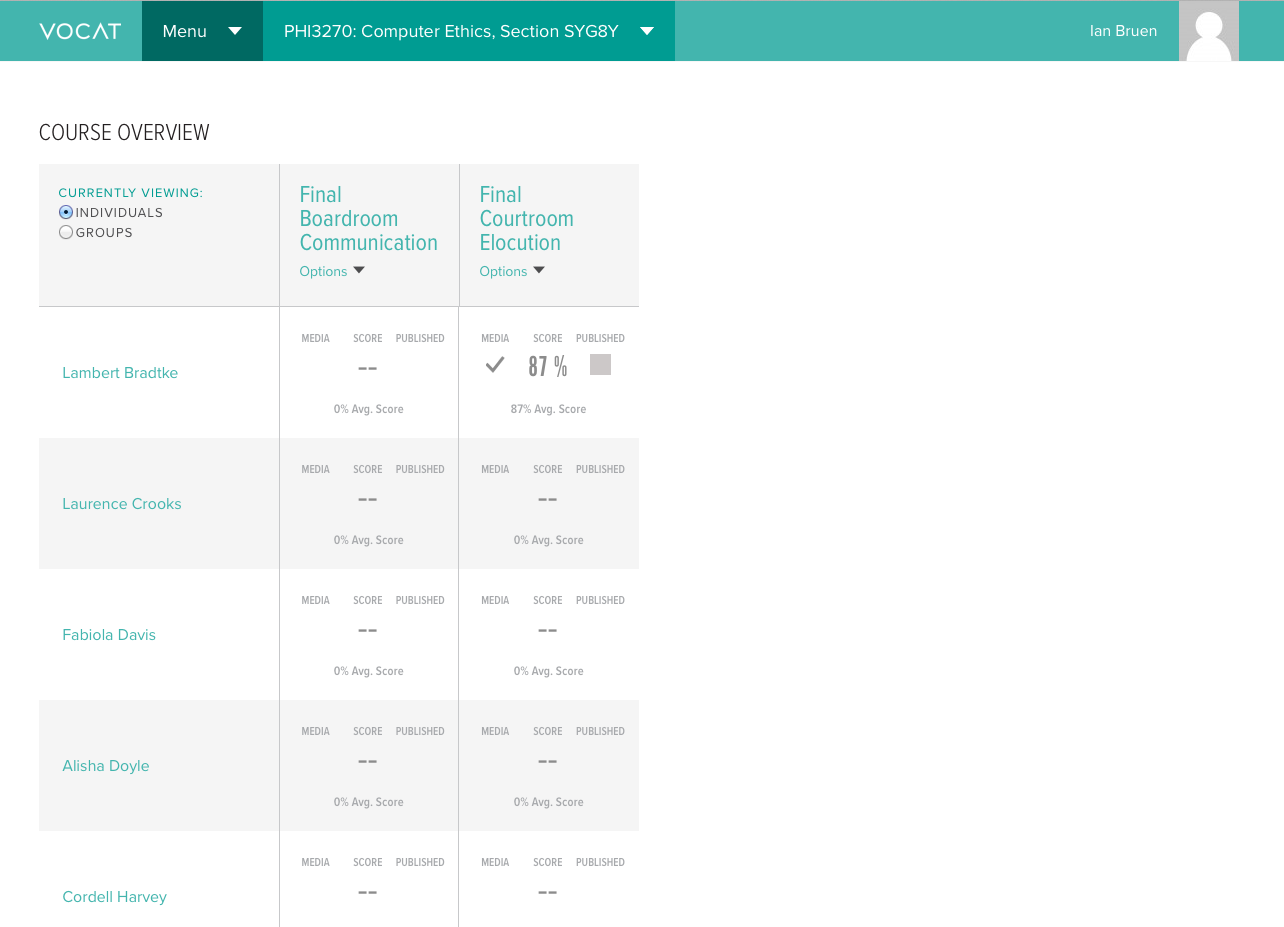 VOCAT
Menu
PHI3270: Computer Ethics, Section SYG8Y
Ian Bruen
COURSE OVERVIEW
CURRENTLY VIEWING:
INDIVIDUALS
GROUPS
Final
Boardroom
Communication
Options
Final
Courtroom
Elocution
Options
Lambert Bradtke
MEDIA SCORE PUBLISHED
--
0% Avg. Score
MEDIA SCORE PUBLISHED
87 %
87% Avg. Score
Laurence Crooks
MEDIA SCORE PUBLISHED
--
0% Avg. Score
MEDIA SCORE PUBLISHED
--
0% Avg. Score
Fabiola Davis
MEDIA SCORE PUBLISHED
--
0% Avg. Score
MEDIA SCORE PUBLISHED
--
0% Avg. Score
Alisha Doyle
MEDIA SCORE PUBLISHED
--
0% Avg. Score
MEDIA SCORE PUBLISHED
--
0% Avg. Score
Cordell Harvey
MEDIA SCORE PUBLISHED
--
MEDIA SCORE PUBLISHED
--